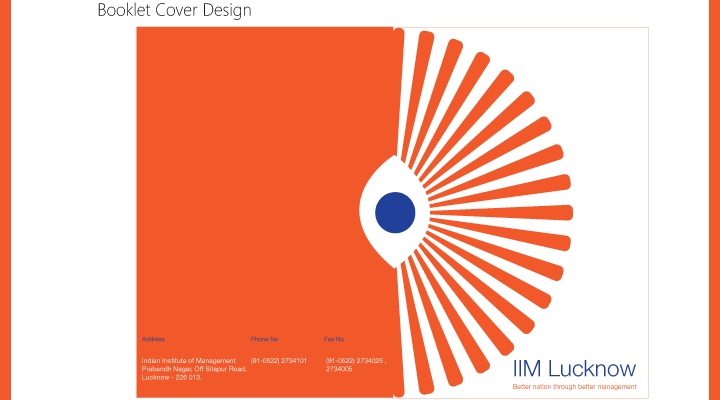 Booklet Cover Design
Address
Phone No
Fax No
Indian Institute of Management
Prabandh Nagar, Off Sitapur Road,
Lucknow - 226 013.
(91-0522) 2734101
(91-0522) 2734025 ,
2734005
IIM Lucknow
Better nation through better management